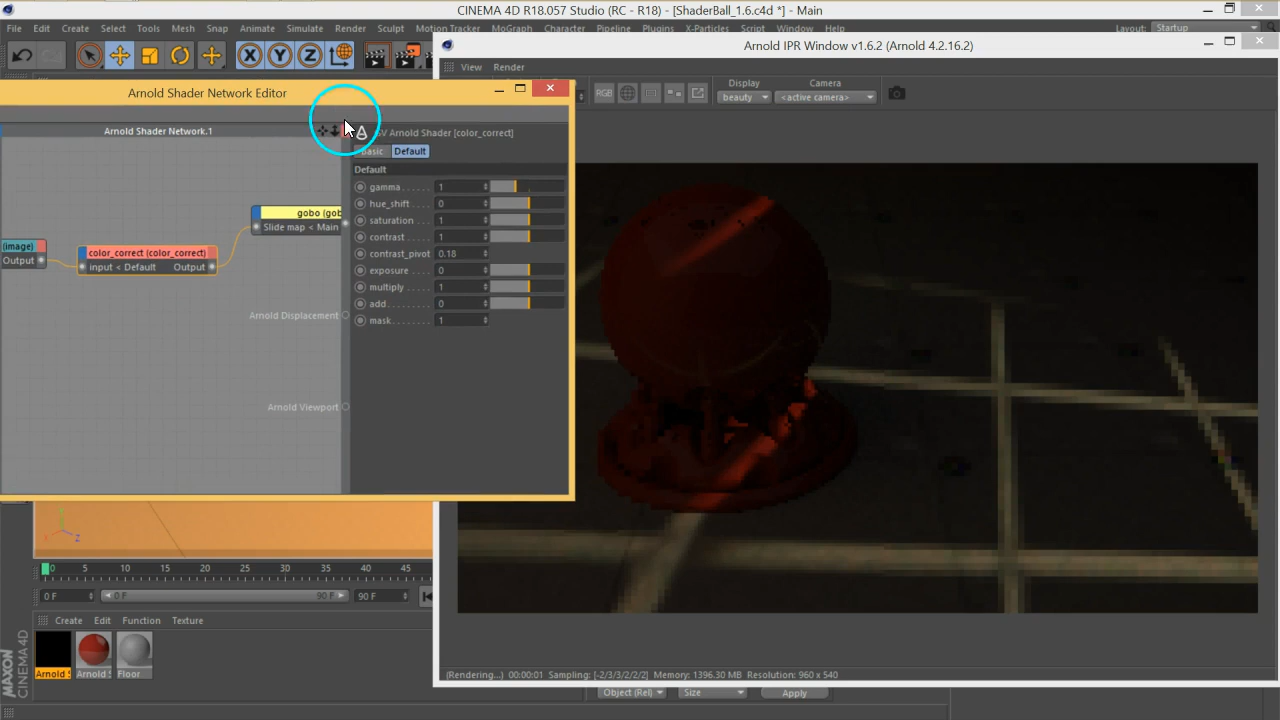 CINEMA 4D R18.057 Studio (RC - R18) - [ShaderBall_1.6.c4d *] - Main
File Edit Create Select Tools Mesh Snap Animate Simulate Render Sculpt Motion Tracker MoGraph Character Pipeline Plugins X-Particles Script Window Help Layout: Startup
Arnold IPR Window v1.6.2 (Arnold 4.2.16.2)
X Y Z
View Render
Display Camera
RGB beauty <active camera>
Arnold Shader Network Editor
Arnold Shader Network.1
Arnold Shader [color_correct]
Basic Default
Default
gamma 1
hue_shift 0
saturation 1
contrast 1
contrast_pivot 0.18
exposure 0
multiply 1
add 0
mask 1
gobo (gob
Slide map < Main
(image)
Output
color_correct (color_correct)
input < Default Output
Arnold Displacement
Arnold Viewport
Y
X Z
0 5 10 15 20 25 30 35 40 45
0 F 0 F 90 F 90 F
Create Edit Function Texture
Arnold S Arnold S Floor
MAXON
CINEMA 4D
(Rendering...) 00:00:01 Sampling: [-2/3/3/2/2/2] Memory: 1396.30 MB Resolution: 960 x 540
Object (Rel) Size Apply